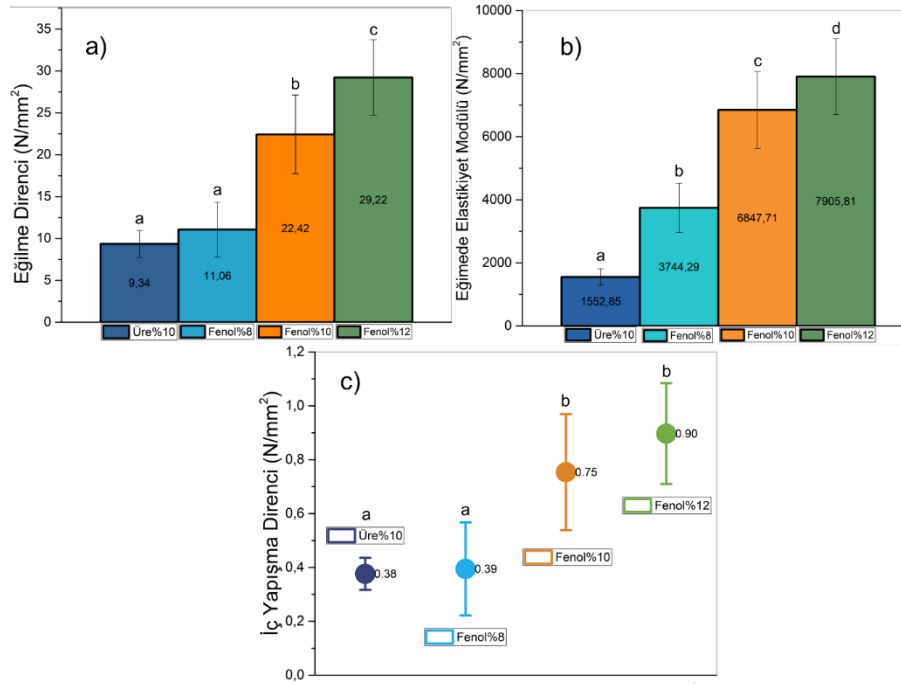 a)
Eğilme Direnci (N/mm²)
35
30
25
20
15
10
5
0
a
a
b
c
9,34
11,06
22,42
29,22
Üre%10
Fenol%8
Fenol%10
Fenol%12
b)
Eğimede Elastikiyet Modülü (N/mm²)
10000
8000
6000
4000
2000
0
a
b
c
d
1552,85
3744,29
6847,71
7905,81
Üre%10
Fenol%8
Fenol%10
Fenol%12
c)
İç Yapışma Direnci (N/mm²)
1,2
1,0
0,8
0,6
0,4
0,2
0,0
a
a
b
b
0.38
0.39
0.75
0.90
Üre%10
Fenol%8
Fenol%10
Fenol%12